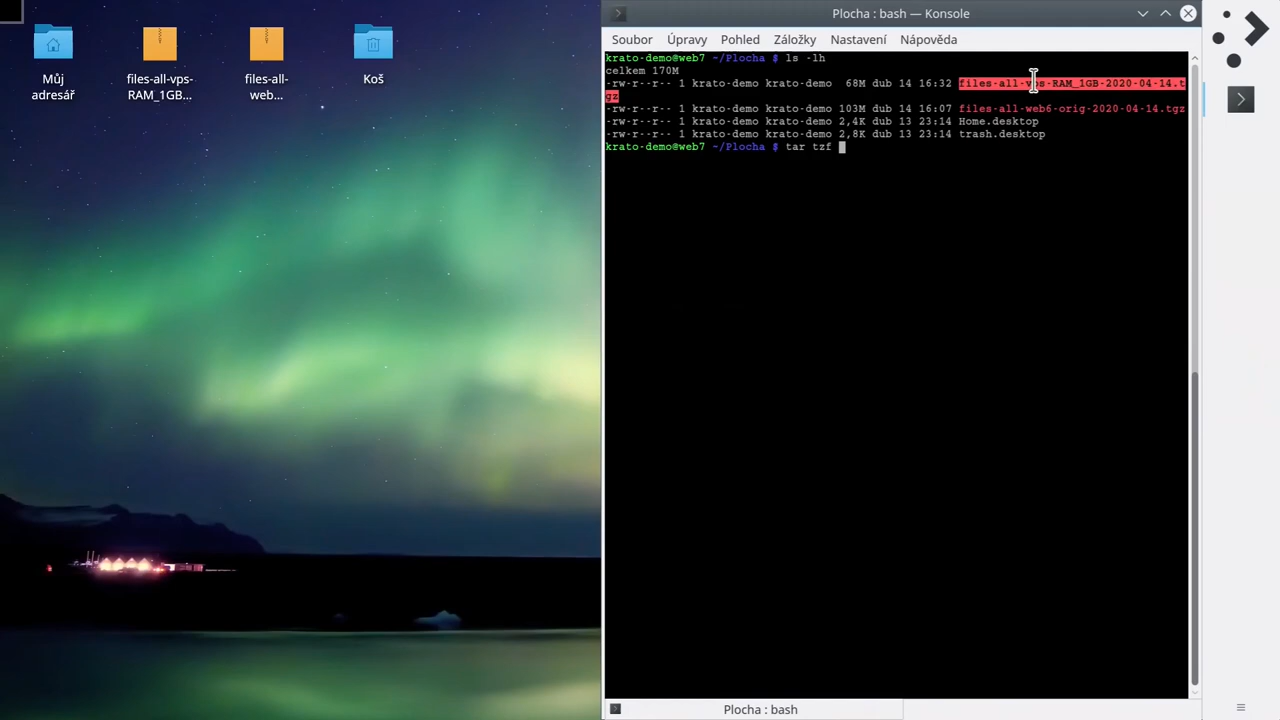 Můj
adresář
files-all-vps-
RAM_1GB...
files-all-
web...
Koš
Plocha : bash — Konsole
Soubor Úpravy Pohled Záložky Nastavení Nápověda
krato-demo@web7 ~/Plocha $ ls -lh
celkem 170M
-rw-r--r-- 1 krato-demo krato-demo  68M dub 14 16:32 files-all-vps-RAM_1GB-2020-04-14.t
gz
-rw-r--r-- 1 krato-demo krato-demo 103M dub 14 16:07 files-all-web6-orig-2020-04-14.tgz
-rw-r--r-- 1 krato-demo krato-demo 2,4K dub 13 23:14 Home.desktop
-rw-r--r-- 1 krato-demo krato-demo 2,8K dub 13 23:14 trash.desktop
krato-demo@web7 ~/Plocha $ tar tzf
Plocha : bash